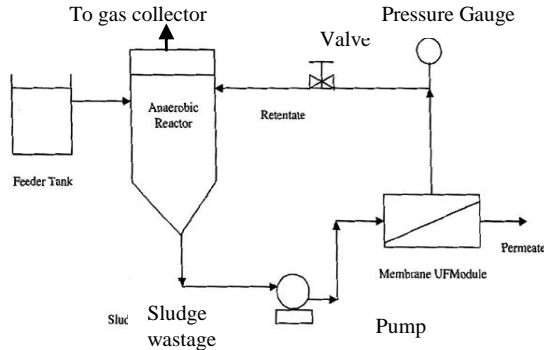 To gas collector
Pressure Gauge
Valve
Anaerobic
Reactor
Retentate
Feeder Tank
Permeate
Membrane UFModule
Sludge
wastage
Pump